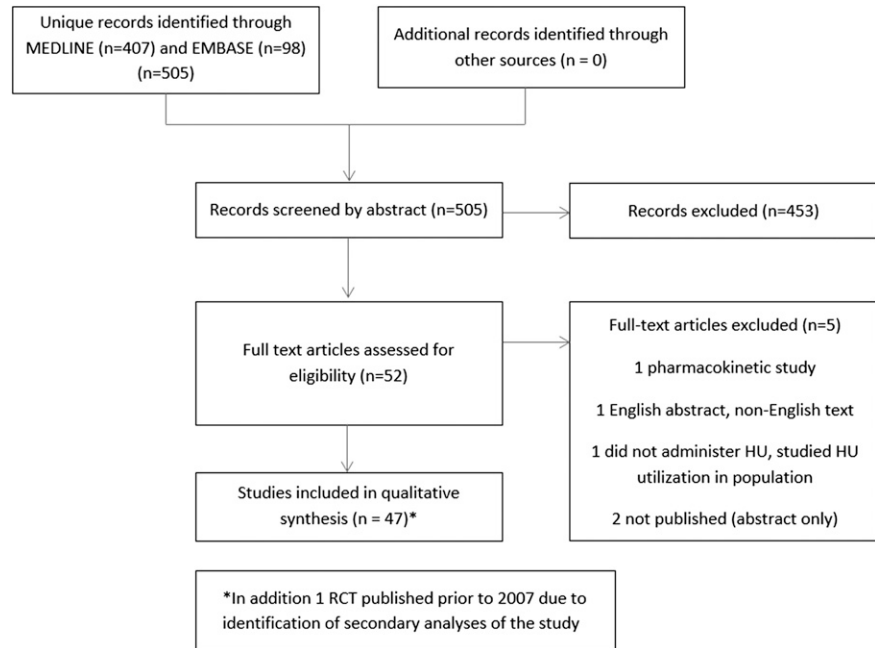 Unique records identified through
MEDLINE (n=407) and EMBASE (n=98)
(n=505)
Additional records identified through
other sources (n = 0)
Records screened by abstract (n=505)
Records excluded (n=453)
Full text articles assessed for
eligibility (n=52)
Full-text articles excluded (n=5)
1 pharmacokinetic study
1 English abstract, non-English text
1 did not administer HU, studied HU
utilization in population
2 not published (abstract only)
Studies included in qualitative
synthesis (n = 47)*
*In addition 1 RCT published prior to 2007 due to
identification of secondary analyses of the study